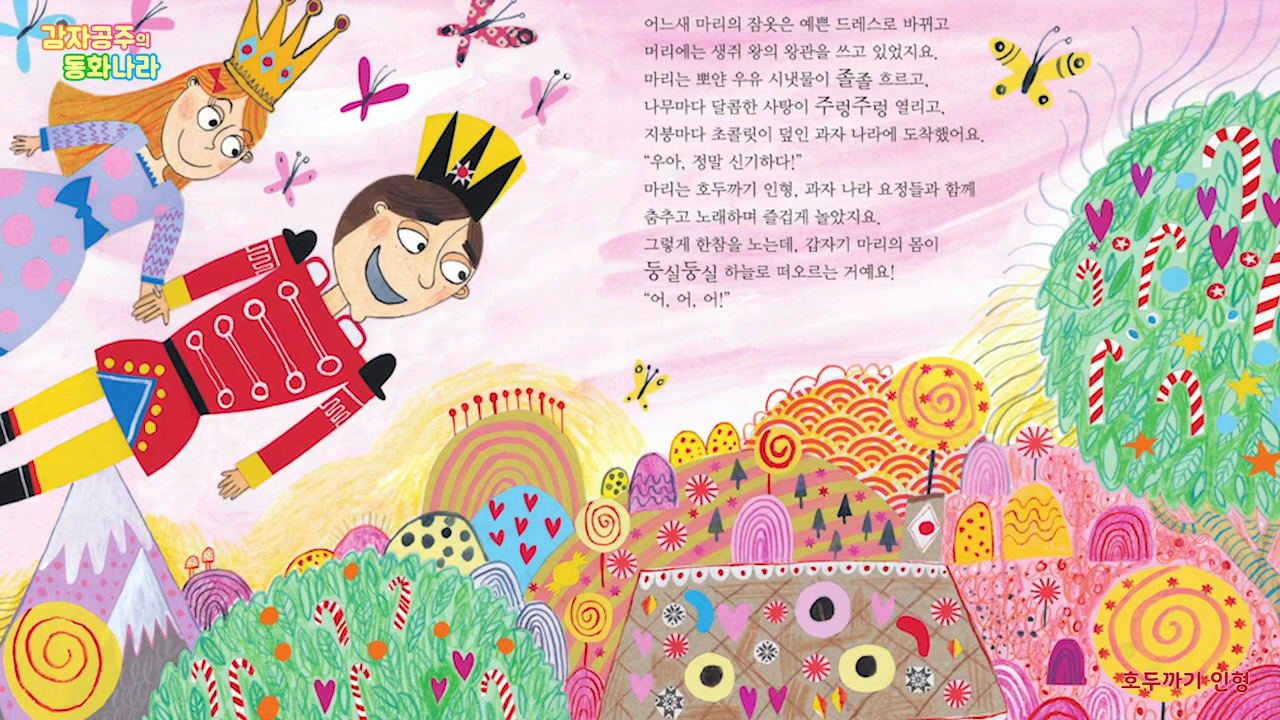 감자공주의
동화나라
어느새 마리의 잠옷은 예쁜 드레스로 바뀌고
머리에는 생쥐 왕의 왕관을 쓰고 있었지요.
마리는 뽀얀 우유 시냇물이 졸졸 흐르고,
나무마다 달콤한 사탕이 주렁주렁 열리고,
지붕마다 초콜릿이 덮인 과자 나라에 도착했어요.
“우아, 정말 신기하다!”
마리는 호두까기 인형, 과자 나라 요정들과 함께
춤추고 노래하며 즐겁게 놀았지요.
그렇게 한참을 노는데, 갑자기 마리의 몸이
둥실둥실 하늘로 떠오르는 거예요!
“어, 어, 어!”
호두까기 인형